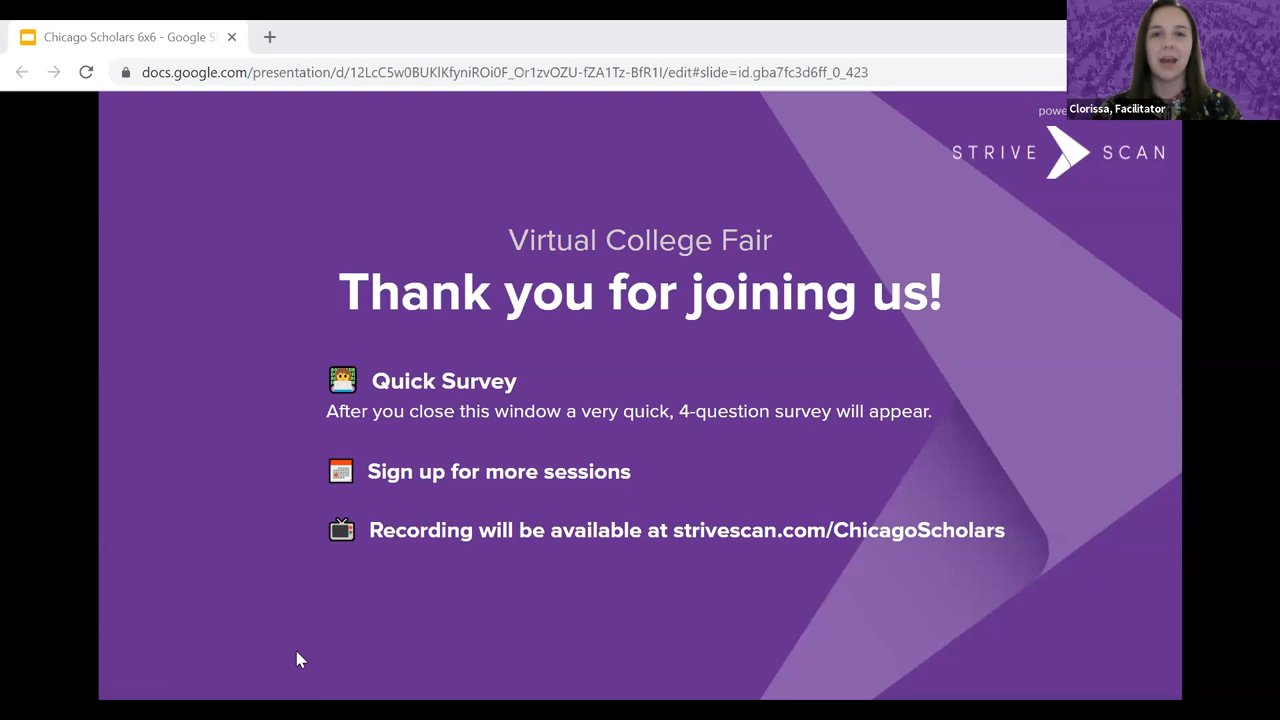 Chicago Scholars 6x6 - Google S
docs.google.com/presentation/d/12LcC5w0BUKlKfyniROi0F_Or1zvOZU-fZA1Tz-BfR1I/edit#slide=id.gba7fc3d6ff_0_423
Clorissa, Facilitator
STRIVE SCAN
Virtual College Fair
Thank you for joining us!
Quick Survey
After you close this window a very quick, 4-question survey will appear.
Sign up for more sessions
Recording will be available at strivescan.com/ChicagoScholars